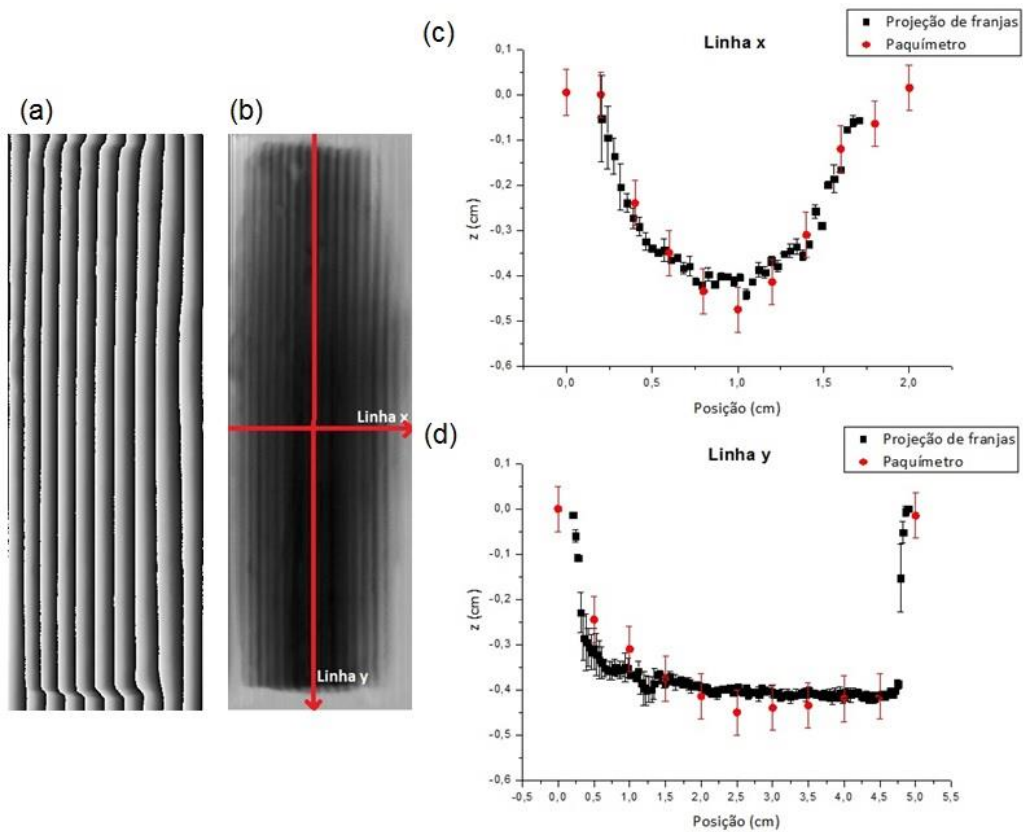 (a)
(b)
Linha x
Linha y
(c)
Linha x
Projeção de franjas
Paquímetro
z (cm)
0,1
0,0
-0,1
-0,2
-0,3
-0,4
-0,5
-0,6
0,0
0,5
1,0
1,5
2,0
Posição (cm)
(d)
Linha y
Projeção de franjas
Paquímetro
z (cm)
0,1
0,0
-0,1
-0,2
-0,3
-0,4
-0,5
-0,6
-0,5
0,0
0,5
1,0
1,5
2,0
2,5
3,0
3,5
4,0
4,5
5,0
5,5
Posição (cm)